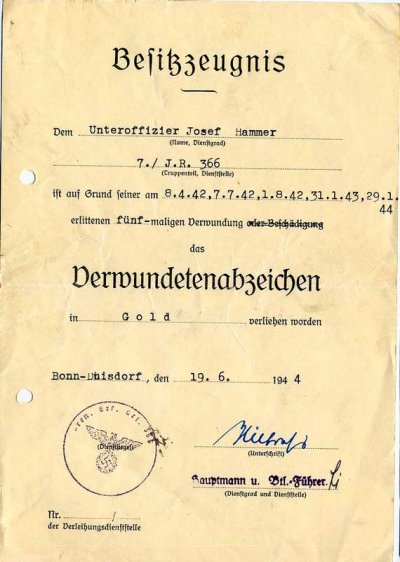 Besitzzeugnis
Dem Unteroffizier Josef Hammer
(Name, Dienstgrad)
7./ J.R. 366
(Truppenteil, Dienststelle)
ist auf Grund seiner am 8.4.42,7.7.42,1.8.42,31.1.43,29.1.
44
erlittenen fünf-maligen Verwundung oder Beschädigung
das
Verwundetenabzeichen
in Gold verliehen worden
Bonn-Duisdorf, den 19. 6. 1944
(Dienstsiegel)
(Unterschrift)
Hauptmann u. Btl.-Führer.
(Dienstgrad und Dienststelle)
Nr. /
der Verleihungsdienststelle